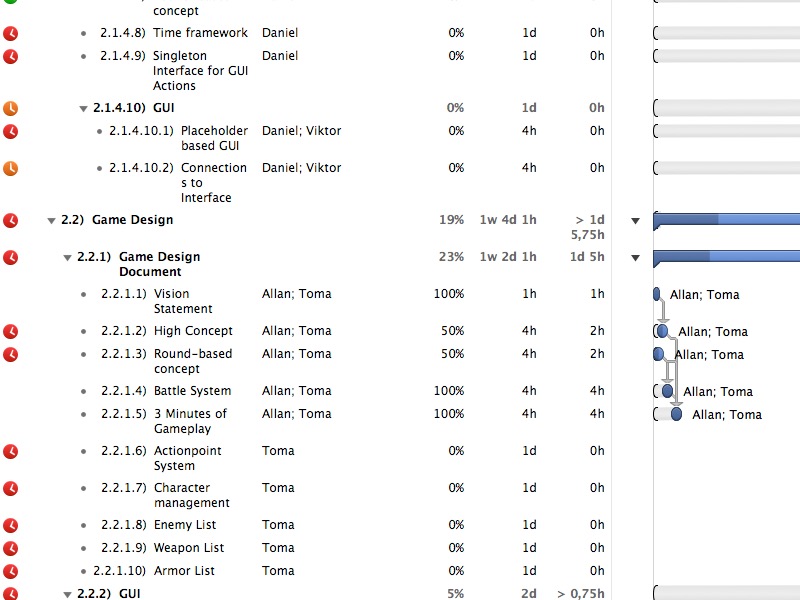 concept
2.1.4.8) Time framework Daniel 0% 1d 0h
2.1.4.9) Singleton Daniel 0% 1d 0h
Interface for GUI
Actions
2.1.4.10) GUI 0% 1d 0h
2.1.4.10.1) Placeholder Daniel; Viktor 0% 4h 0h
based GUI
2.1.4.10.2) Connection Daniel; Viktor 0% 4h 0h
s to
Interface
2.2) Game Design 19% 1w 4d 1h > 1d
5,75h
2.2.1) Game Design 23% 1w 2d 1h 1d 5h
Document
2.2.1.1) Vision Allan; Toma 100% 1h 1h Allan; Toma
Statement
2.2.1.2) High Concept Allan; Toma 50% 4h 2h Allan; Toma
2.2.1.3) Round-based Allan; Toma 50% 4h 2h Allan; Toma
concept
2.2.1.4) Battle System Allan; Toma 100% 4h 4h Allan; Toma
2.2.1.5) 3 Minutes of Allan; Toma 100% 4h 4h Allan; Toma
Gameplay
2.2.1.6) Actionpoint Toma 0% 1d 0h
System
2.2.1.7) Character Toma 0% 1d 0h
management
2.2.1.8) Enemy List Toma 0% 1d 0h
2.2.1.9) Weapon List Toma 0% 1d 0h
2.2.1.10) Armor List Toma 0% 1d 0h
2.2.2) GUI 5% 2d > 0,75h